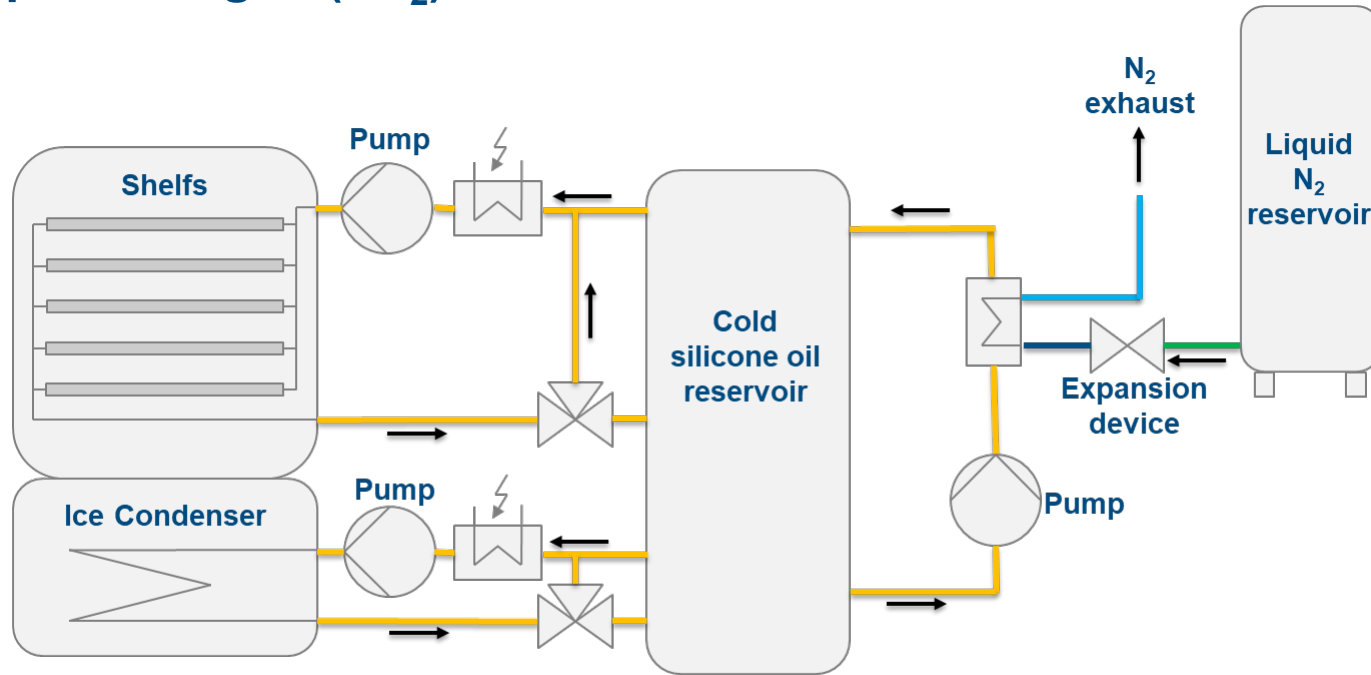 N₂
exhaust
Pump
Liquid
N₂
reservoir
Shelfs
Cold
silicone oil
reservoir
Expansion
device
Pump
Ice Condenser
Pump